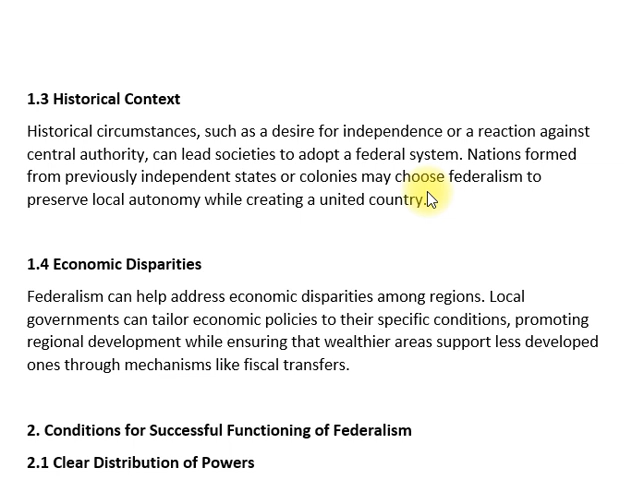 1.3 Historical Context
Historical circumstances, such as a desire for independence or a reaction against
central authority, can lead societies to adopt a federal system. Nations formed
from previously independent states or colonies may choose federalism to
preserve local autonomy while creating a united country.
1.4 Economic Disparities
Federalism can help address economic disparities among regions. Local
governments can tailor economic policies to their specific conditions, promoting
regional development while ensuring that wealthier areas support less developed
ones through mechanisms like fiscal transfers.
2. Conditions for Successful Functioning of Federalism
2.1 Clear Distribution of Powers